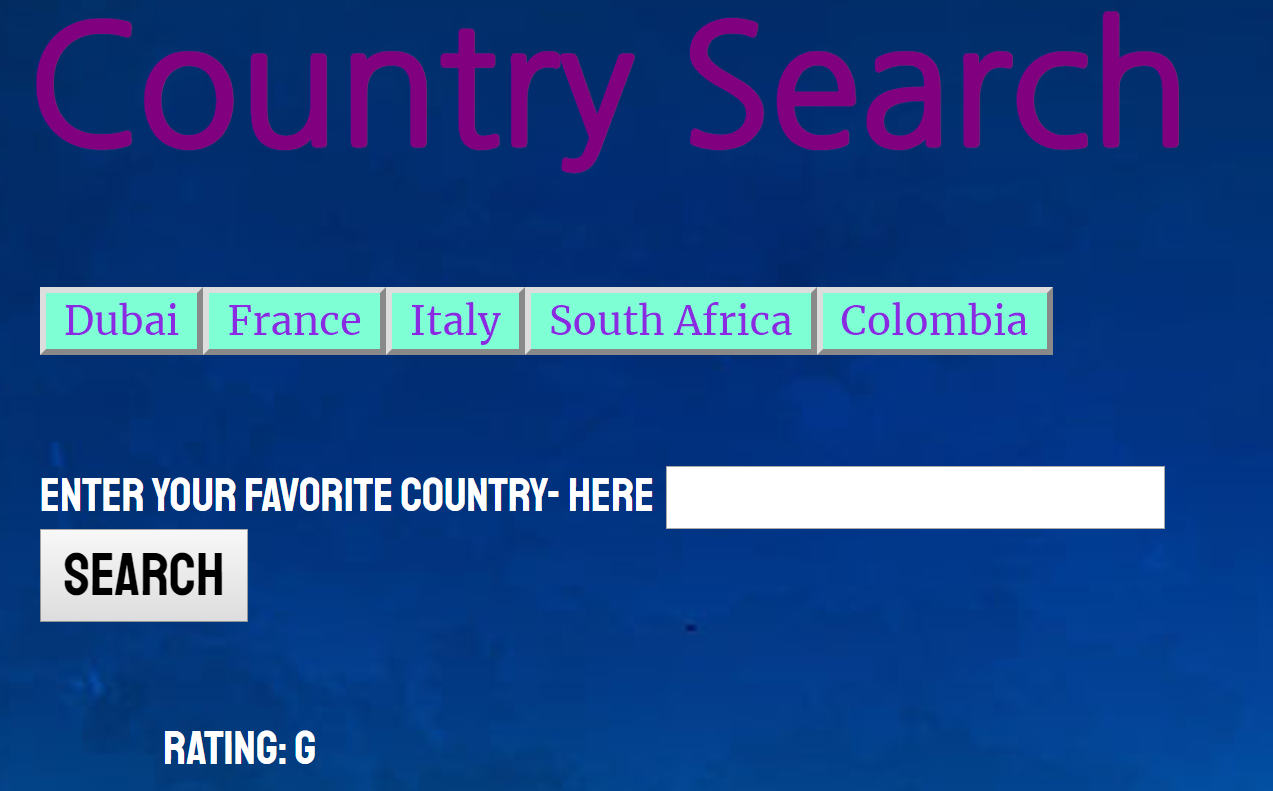 Country Search
Dubai France Italy South Africa Colombia
ENTER YOUR FAVORITE COUNTRY- HERE
SEARCH
RATING: G